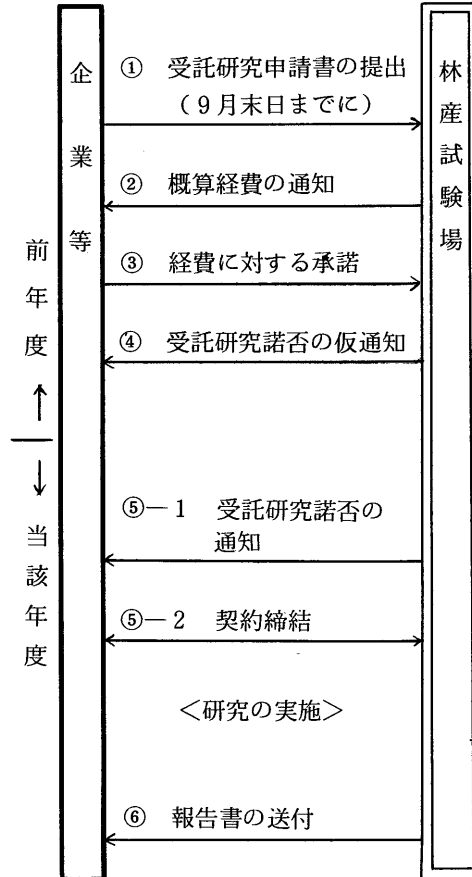 企業等
林産試験場
前年度
↑
↓
当該年度
① 受託研究申請書の提出
（９月末日までに）
② 概算経費の通知
③ 経費に対する承諾
④ 受託研究諾否の仮通知
⑤－１ 受託研究諾否の
通知
⑤－２ 契約締結
＜研究の実施＞
⑥ 報告書の送付